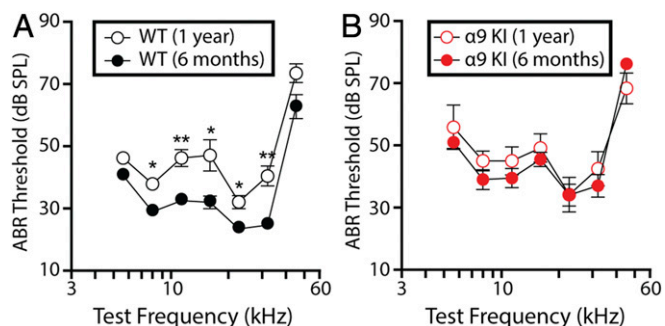 A
ABR Threshold (dB SPL)
90
70
50
30
10
WT (1 year)
WT (6 months)
*
**
*
*
**
3
10
60
Test Frequency (kHz)
B
ABR Threshold (dB SPL)
90
70
50
30
10
α9 KI (1 year)
α9 KI (6 months)
3
10
60
Test Frequency (kHz)